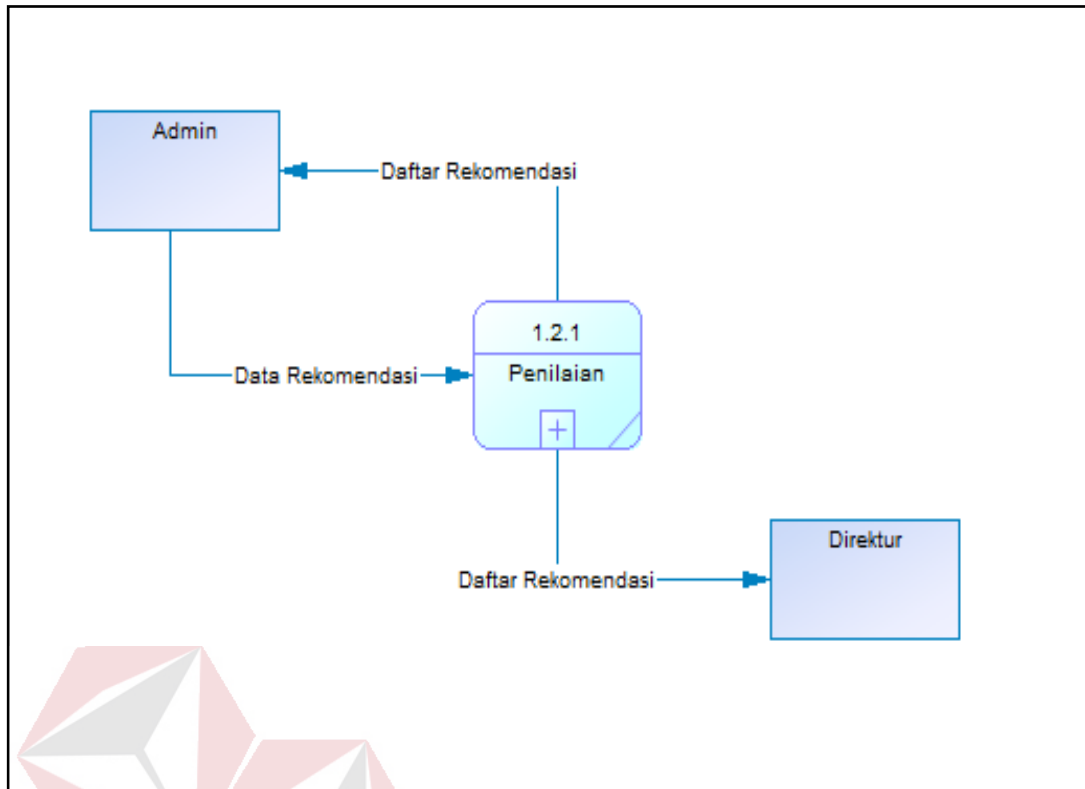 Admin
Daftar Rekomendasi
1.2.1
Penilaian
Data Rekomendasi
Direktur
Daftar Rekomendasi